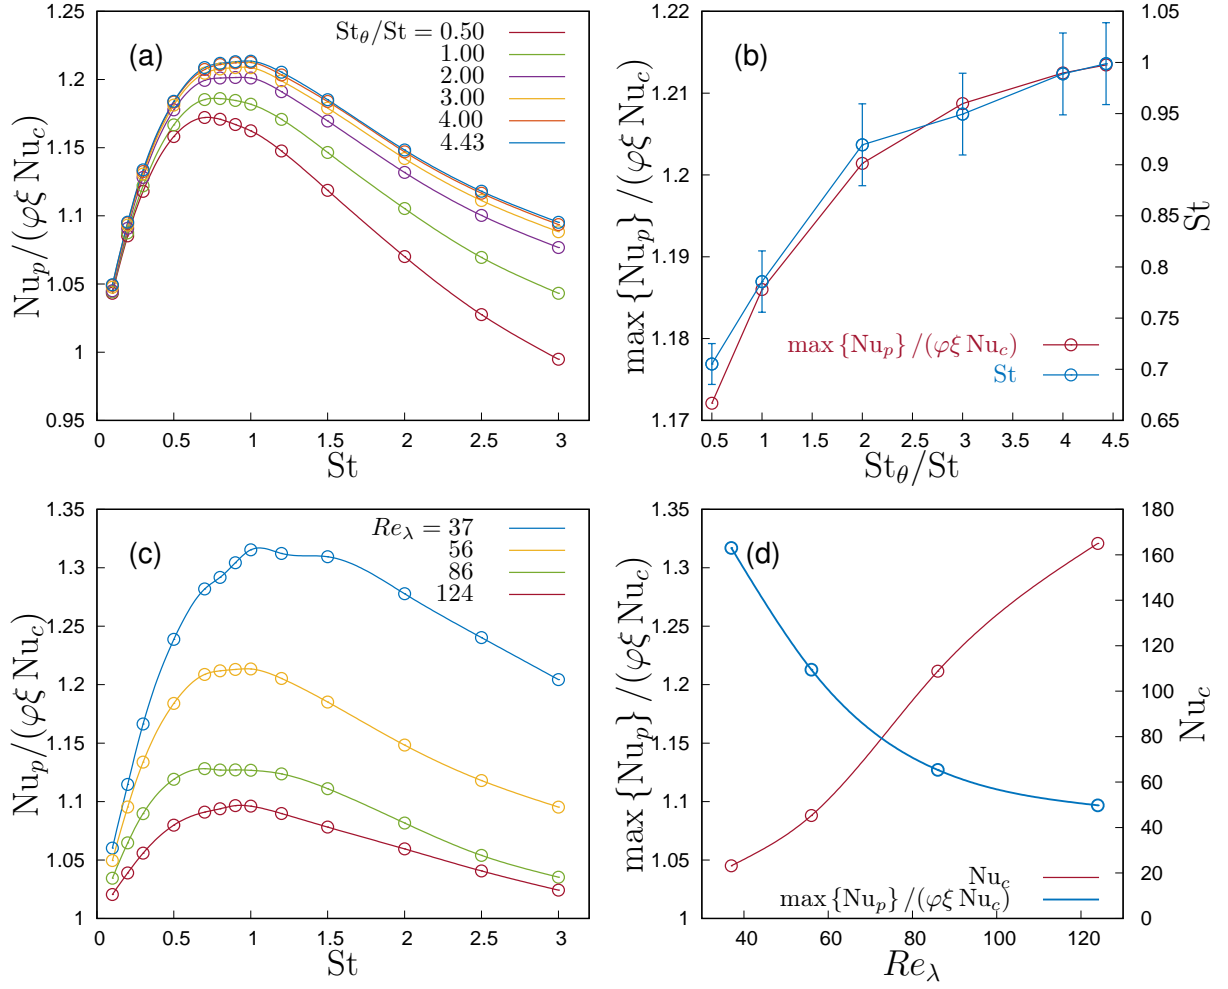 (a)
St_θ/St = 0.50
1.00
2.00
3.00
4.00
4.43
Nu_p/(φξ Nu_c)
1.25
1.2
1.15
1.1
1.05
1
0.95
0 0.5 1 1.5 2 2.5 3
St
(b)
max {Nu_p} /(φξ Nu_c)
1.22
1.21
1.2
1.19
1.18
1.17
max {Nu_p} /(φξ Nu_c)
St
1.05
1
0.95
0.9
0.85
0.8
0.75
0.7
0.65
St
0.5 1 1.5 2 2.5 3 3.5 4 4.5
St_θ/St
(c)
Re_λ = 37
56
86
124
Nu_p/(φξ Nu_c)
1.35
1.3
1.25
1.2
1.15
1.1
1.05
1
0 0.5 1 1.5 2 2.5 3
St
(d)
max {Nu_p} /(φξ Nu_c)
1.35
1.3
1.25
1.2
1.15
1.1
1.05
1
Nu_c
max {Nu_p} /(φξ Nu_c)
180
160
140
120
100
80
60
40
20
0
Nu_c
40 60 80 100 120
Re_λ